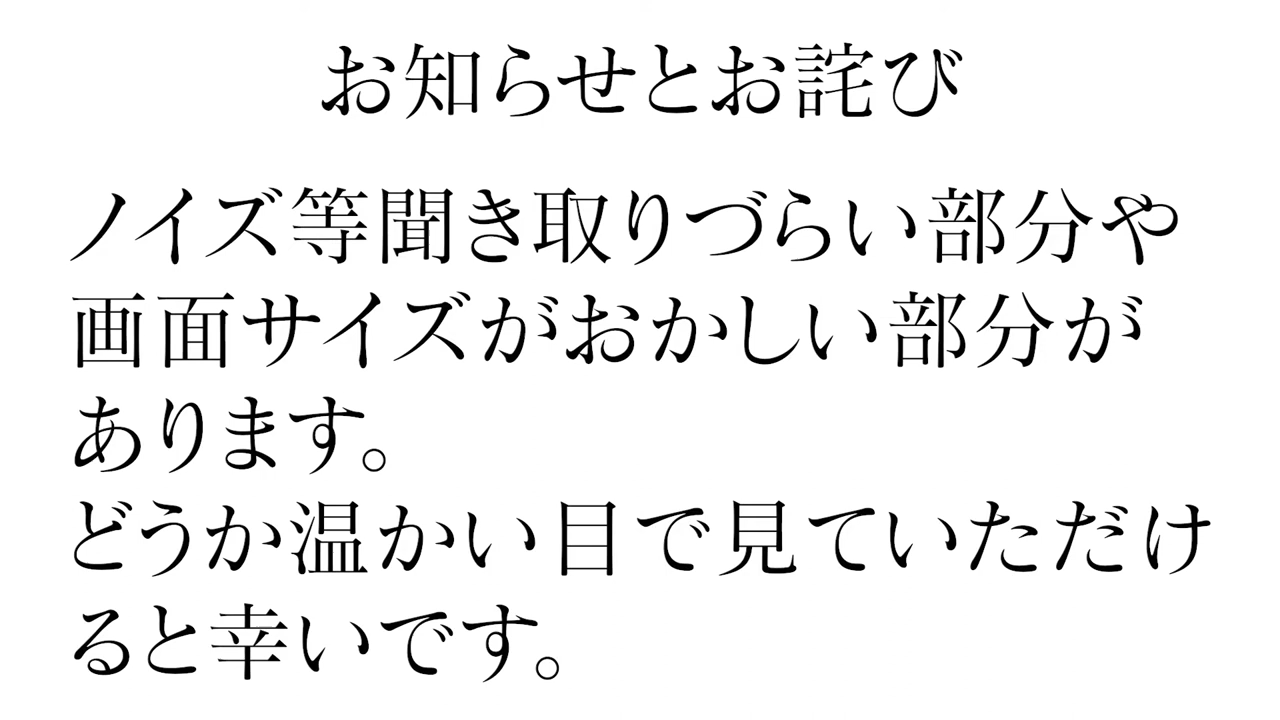 お知らせとお詫び
ノイズ等聞き取りづらい部分や
画面サイズがおかしい部分が
あります。
どうか温かい目で見ていただけ
ると幸いです。